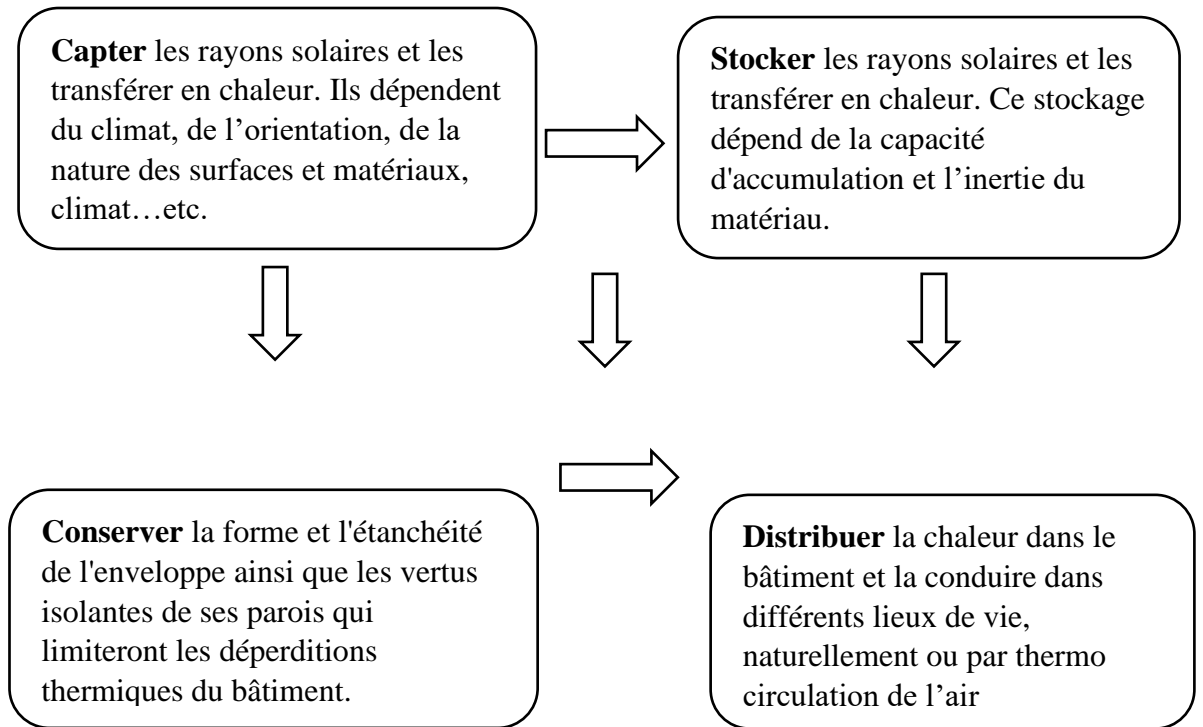 Capter les rayons solaires et les
transférer en chaleur. Ils dépendent
du climat, de l’orientation, de la
nature des surfaces et matériaux,
climat…etc.
Stocker les rayons solaires et les
transférer en chaleur. Ce stockage
dépend de la capacité
d'accumulation et l’inertie du
matériau.
Conserver la forme et l'étanchéité
de l'enveloppe ainsi que les vertus
isolantes de ses parois qui
limiteront les déperditions
thermiques du bâtiment.
Distribuer la chaleur dans le
bâtiment et la conduire dans
différents lieux de vie,
naturellement ou par thermo
circulation de l’air